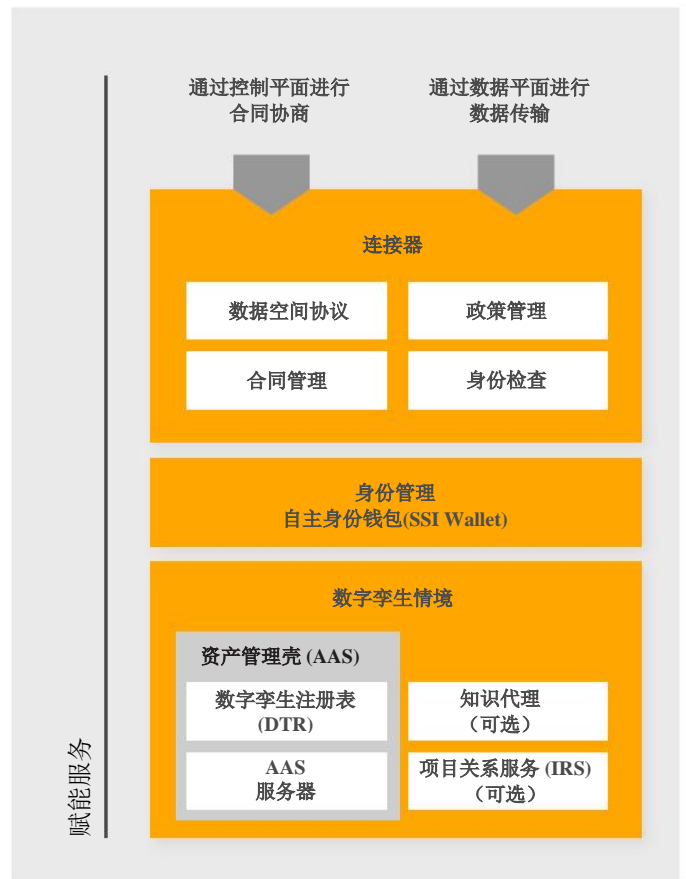 通过控制平面进行
合同协商
通过数据平面进行
数据传输
连接器
数据空间协议
政策管理
合同管理
身份检查
身份管理
自主身份钱包(SSI Wallet)
数字孪生情境
资产管理壳 (AAS)
数字孪生注册表
(DTR)
知识代理
（可选）
AAS
服务器
项目关系服务 (IRS)
（可选）
赋能服务